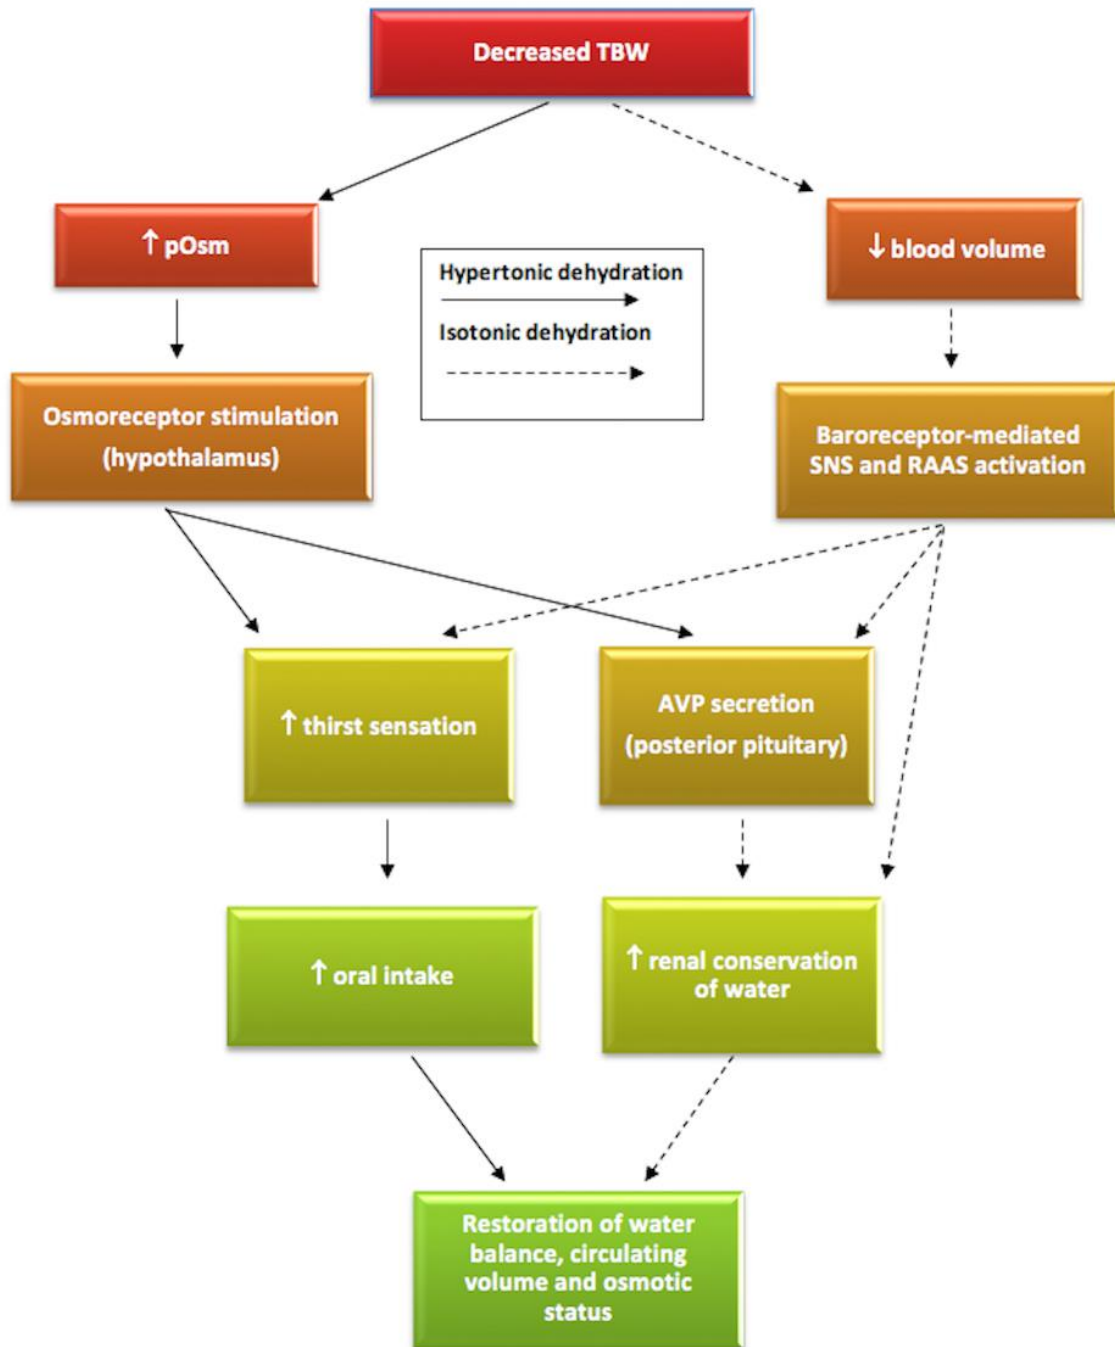 Decreased TBW
↑ pOsm
↓ blood volume
Hypertonic dehydration
Isotonic dehydration
Osmoreceptor stimulation
(hypothalamus)
Baroreceptor-mediated
SNS and RAAS activation
↑ thirst sensation
AVP secretion
(posterior pituitary)
↑ oral intake
↑ renal conservation
of water
Restoration of water
balance, circulating
volume and osmotic
status